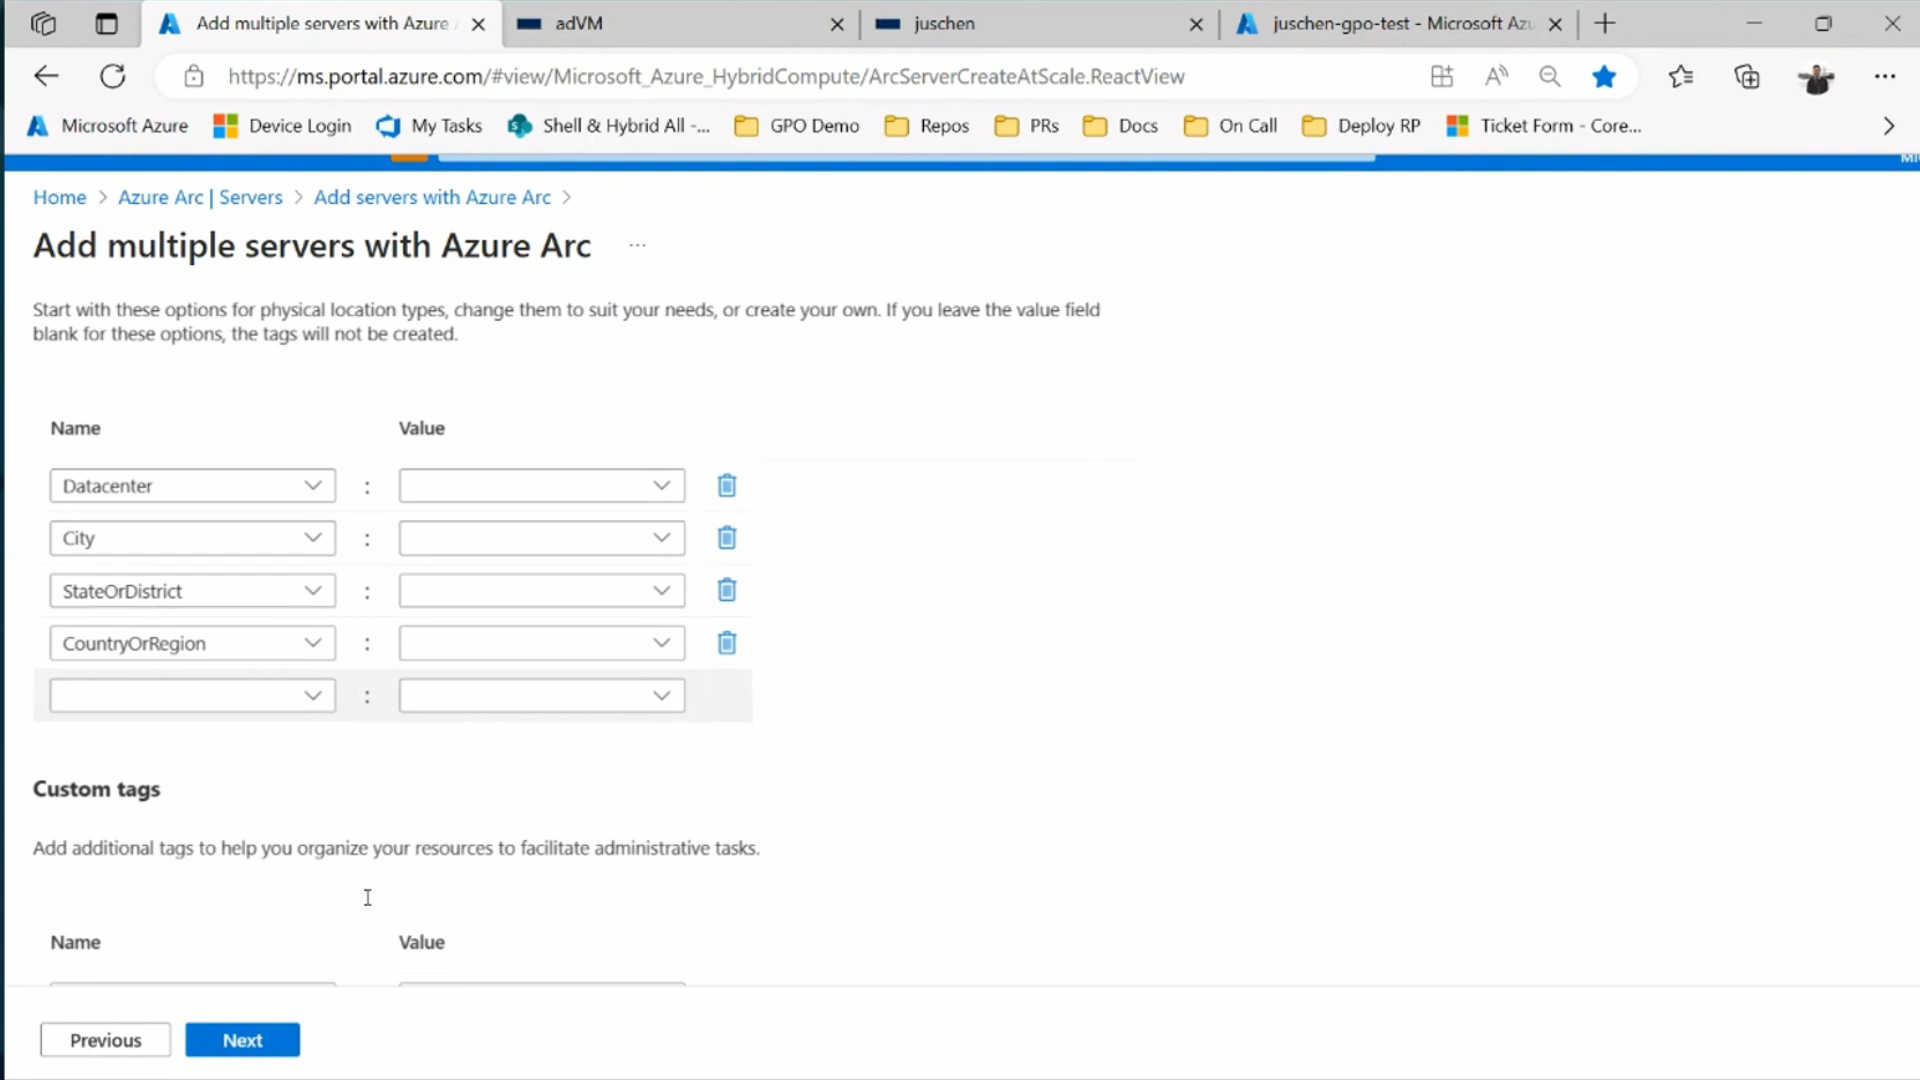 Add multiple servers with Azure
adVM
juschen
juschen-gpo-test - Microsoft Azu
https://ms.portal.azure.com/#view/Microsoft_Azure_HybridCompute/ArcServerCreateAtScale.ReactView
Microsoft Azure
Device Login
My Tasks
Shell & Hybrid All -...
GPO Demo
Repos
PRs
Docs
On Call
Deploy RP
Ticket Form - Core...
Home > Azure Arc | Servers > Add servers with Azure Arc >
Add multiple servers with Azure Arc ...
Start with these options for physical location types, change them to suit your needs, or create your own. If you leave the value field
blank for these options, the tags will not be created.
Name Value
Datacenter :
City :
StateOrDistrict :
CountryOrRegion :
:
Custom tags
Add additional tags to help you organize your resources to facilitate administrative tasks.
Name Value
Previous Next